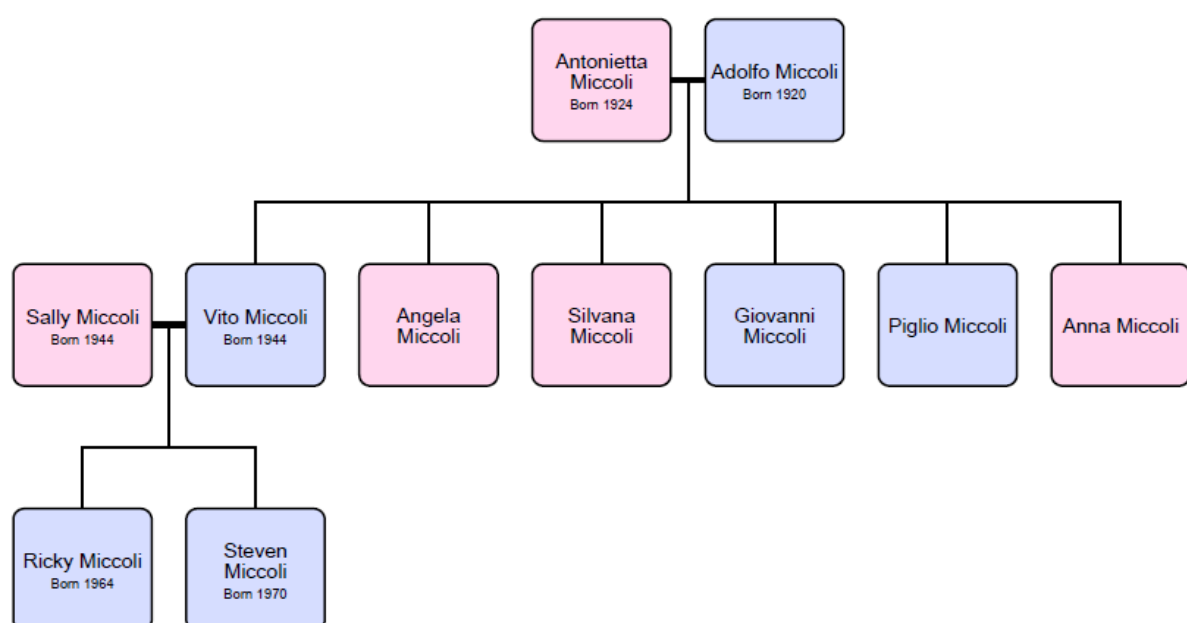 Antonietta
Miccoli
Born 1924
Adolfo Miccoli
Born 1920
Sally Miccoli
Born 1944
Vito Miccoli
Born 1944
Angela
Miccoli
Silvana
Miccoli
Giovanni
Miccoli
Piglio Miccoli
Anna Miccoli
Ricky Miccoli
Born 1964
Steven
Miccoli
Born 1970